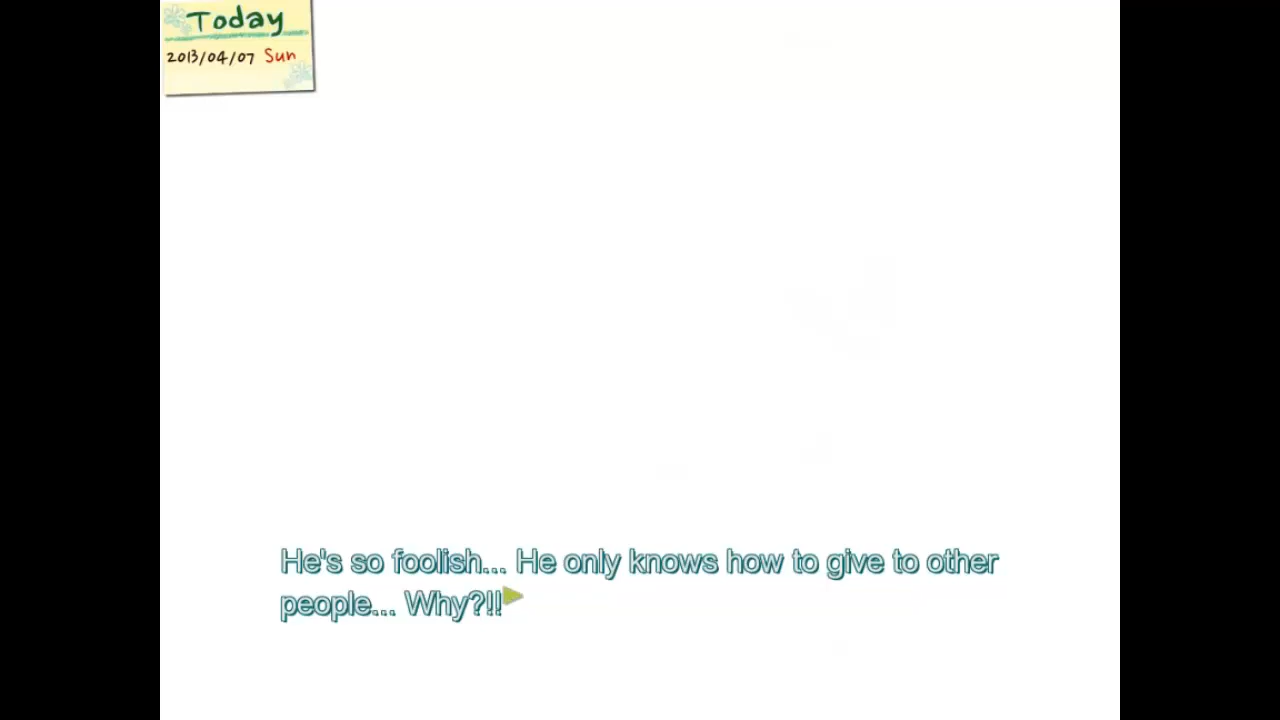 Today
2013/04/07 Sun
He's so foolish... He only knows how to give to other
people... Why?!!